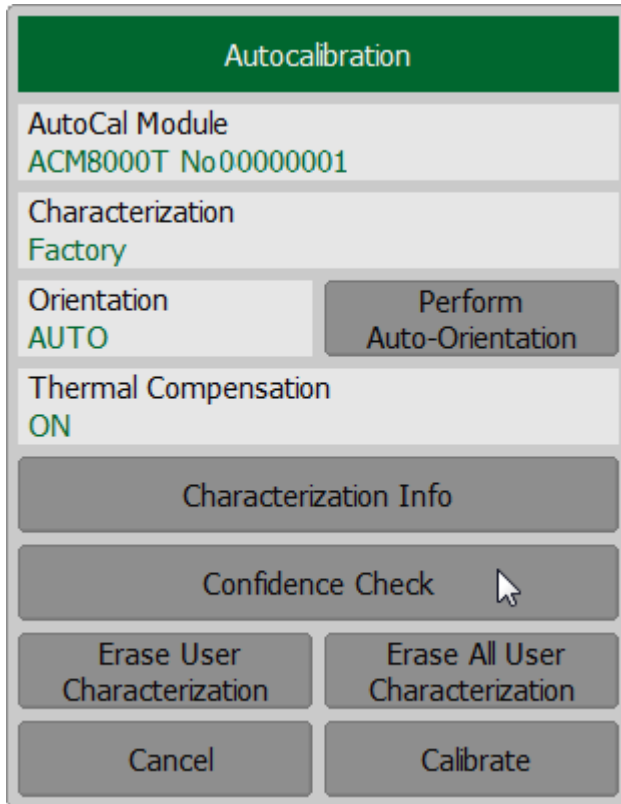 Autocalibration
AutoCal Module
ACM8000T No00000001
Characterization
Factory
Orientation
AUTO
Perform
Auto-Orientation
Thermal Compensation
ON
Characterization Info
Confidence Check
Erase User
Characterization
Erase All User
Characterization
Cancel
Calibrate